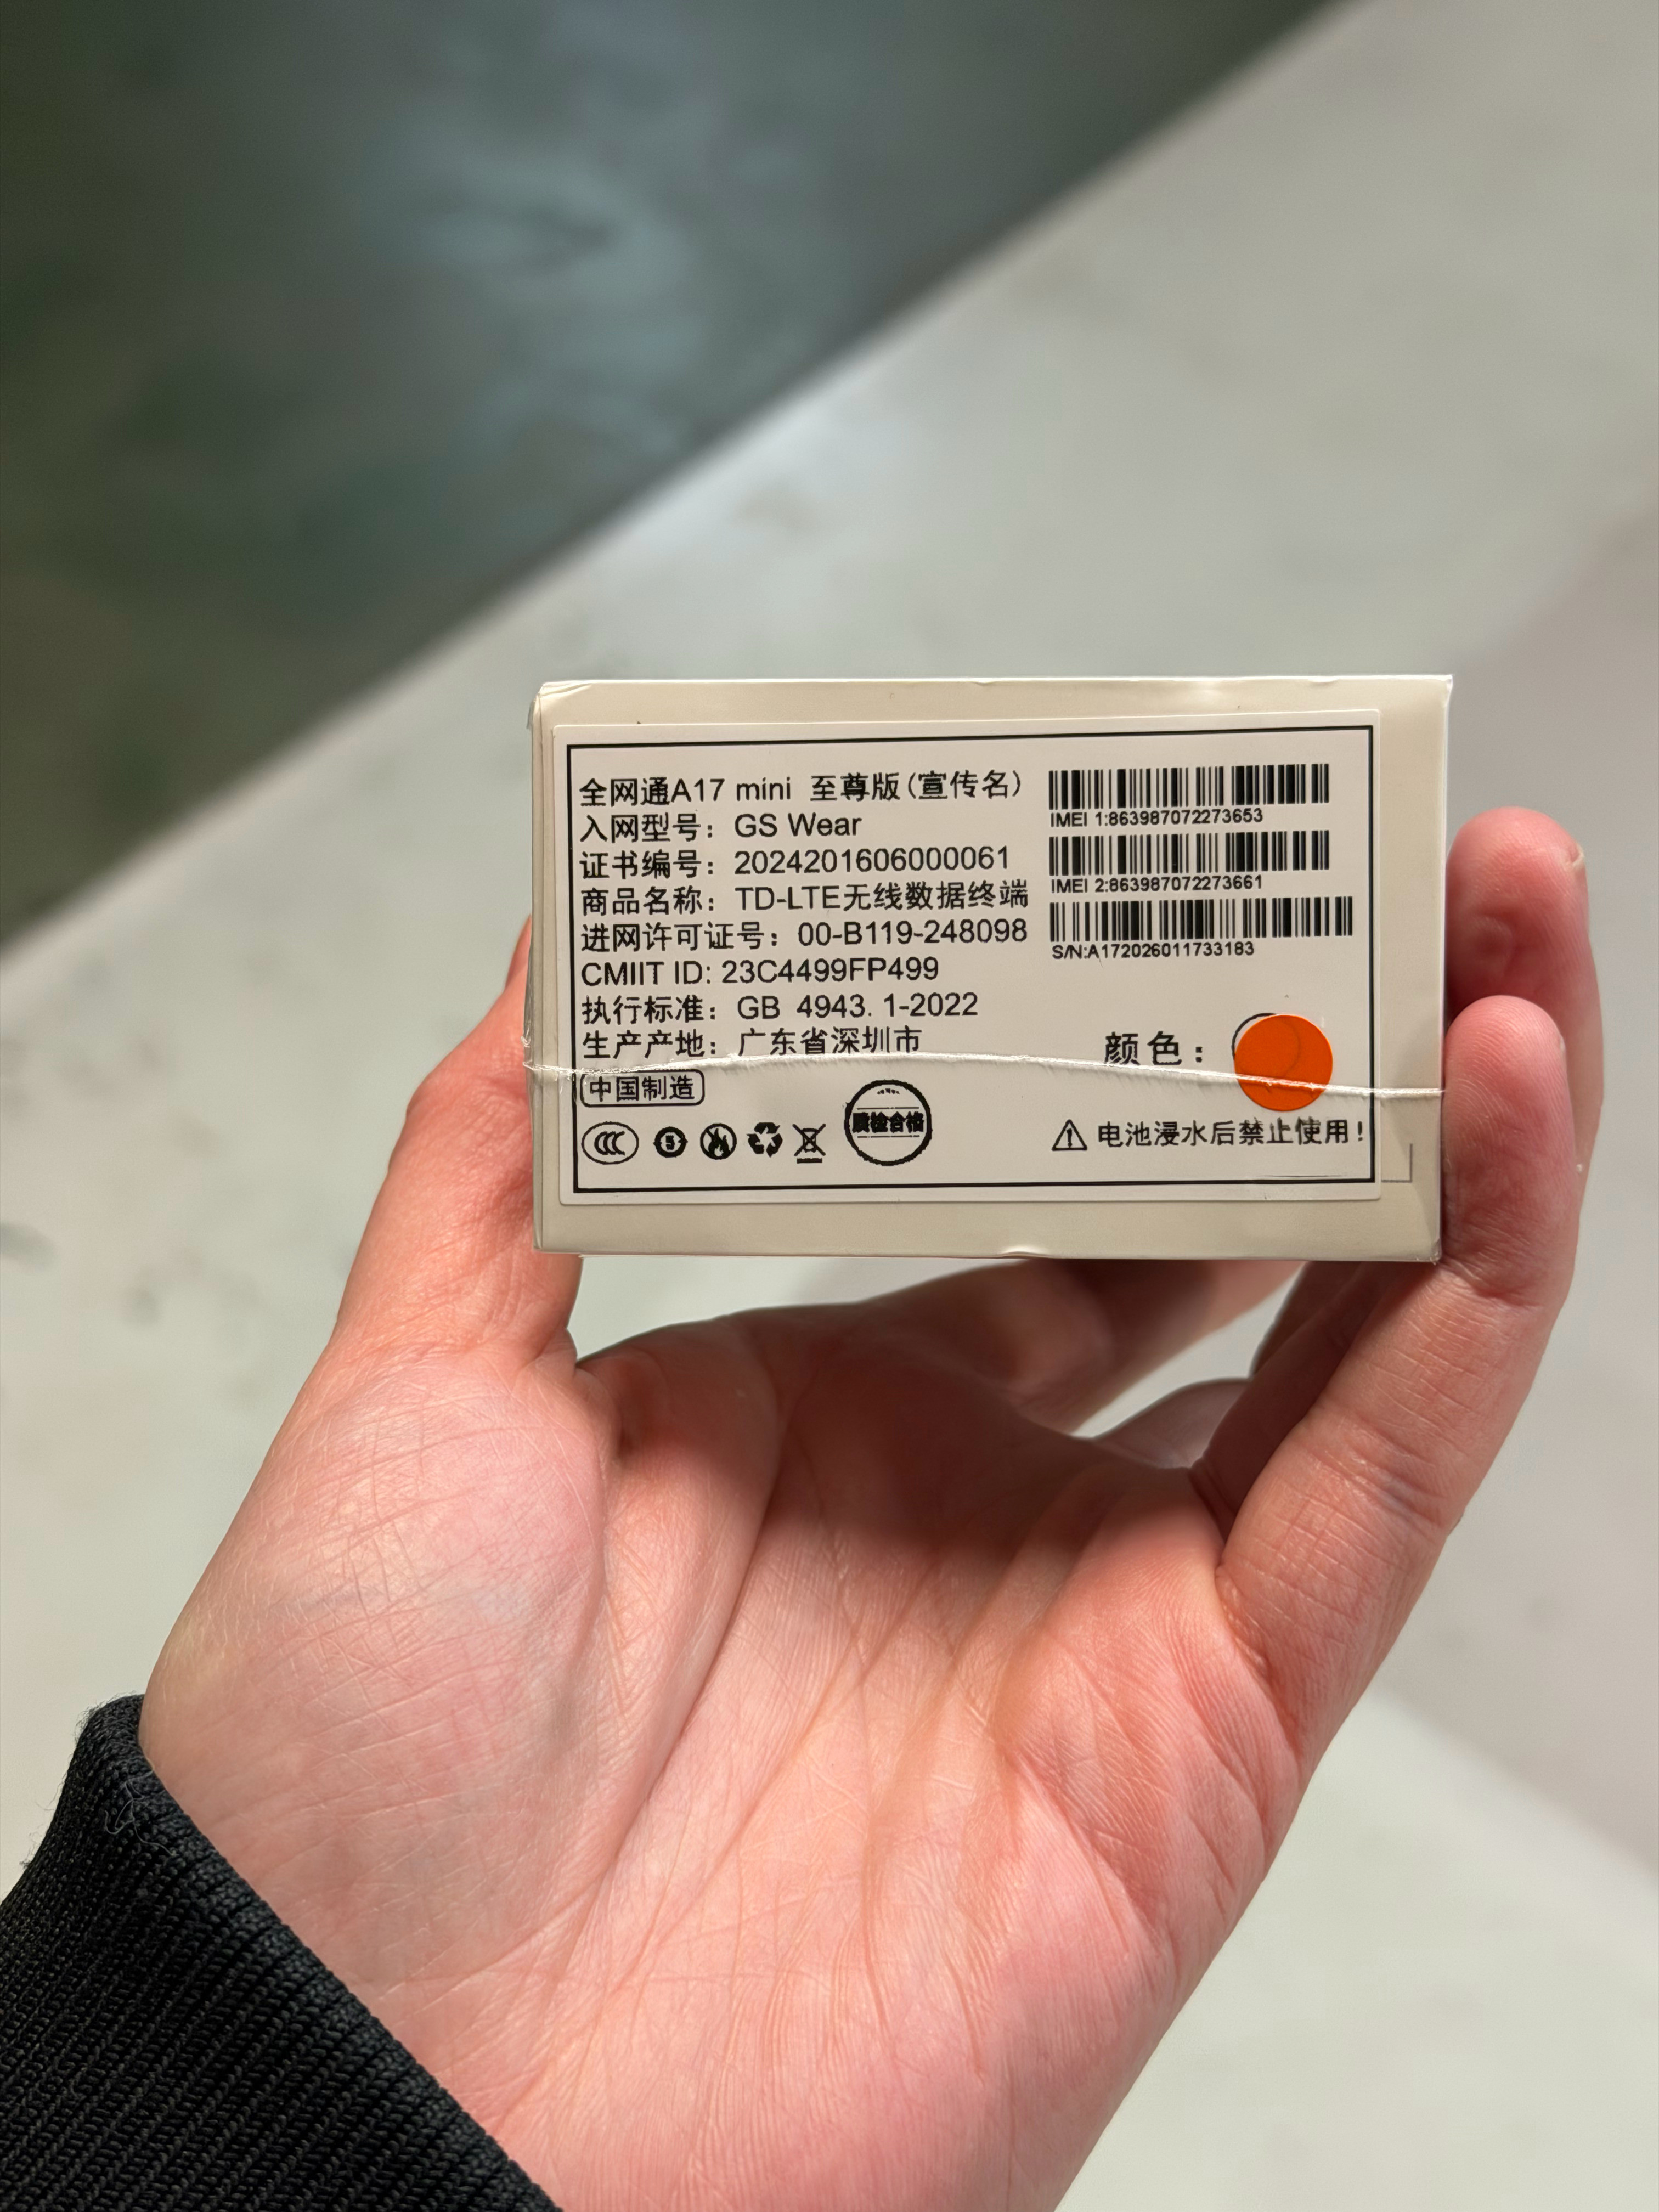 全网通A17 mini 至尊版(宣传名)
入网型号：GS Wear
证书编号：2024201606000061
商品名称：TD-LTE无线数据终端
进网许可证号：00-B119-248098
CMIIT ID: 23C4499FP499
执行标准：GB 4943. 1-2022
生产产地：广东省深圳市
中国制造
CCC
5
质检合格
IMEI 1:863987072273653
IMEI 2:863987072273661
S/N:A172026011733183
颜色：
电池浸水后禁止使用！